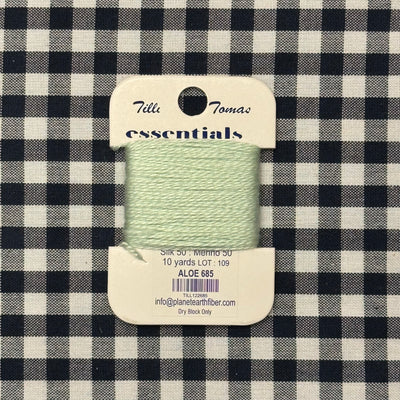 Tille Tomas
essentials
Silk 50 : Merino 50
10 yards LOT : 109
ALOE 685
TILL122685
info@planetearthfiber.com
Dry Block Only